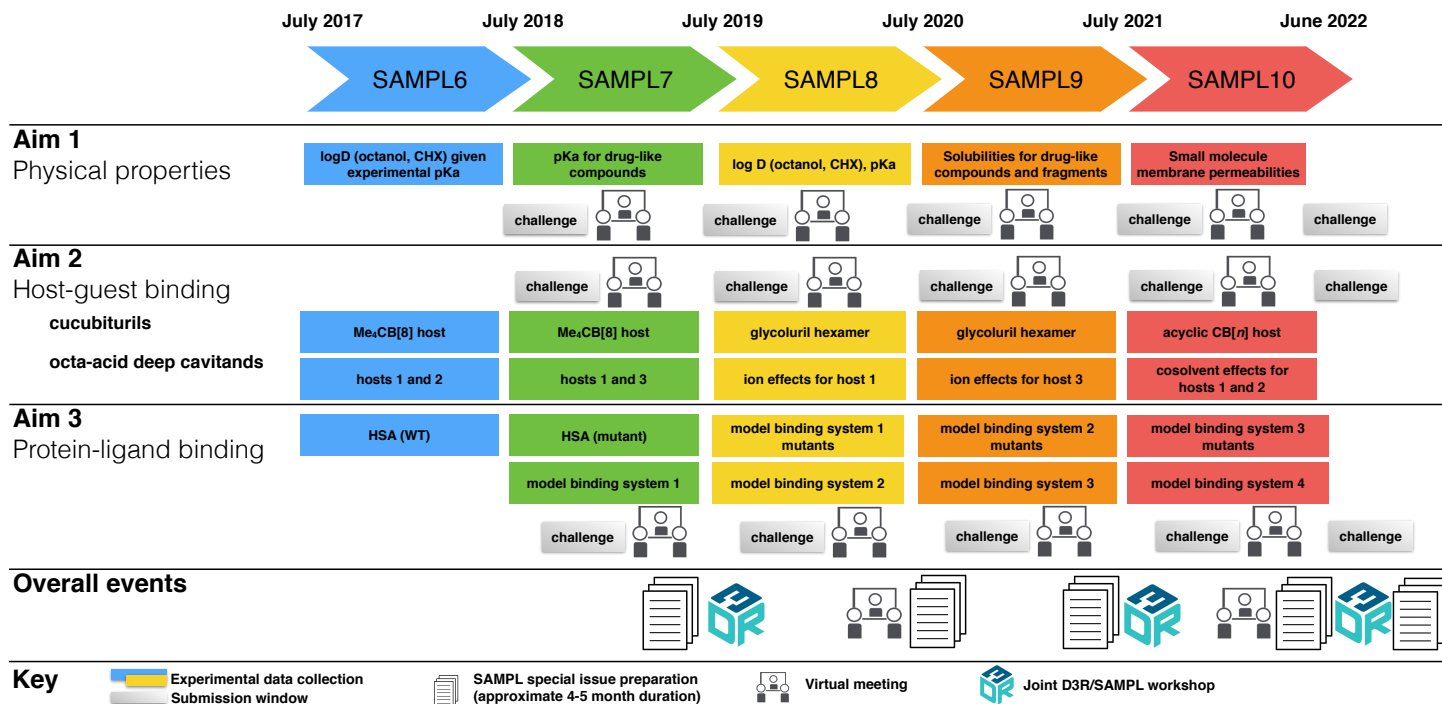 July 2017 July 2018 July 2019 July 2020 July 2021 June 2022
SAMPL6 SAMPL7 SAMPL8 SAMPL9 SAMPL10
Aim 1
Physical properties
logD (octanol, CHX) given
experimental pKa
pKa for drug-like
compounds
log D (octanol, CHX), pKa
Solubilities for drug-like
compounds and fragments
Small molecule
membrane permeabilities
challenge challenge challenge challenge challenge
Aim 2
Host-guest binding
challenge challenge challenge challenge challenge
cucubiturils
Me₄CB[8] host Me₄CB[8] host glycoluril hexamer glycoluril hexamer acyclic CB[n] host
octa-acid deep cavitands
hosts 1 and 2 hosts 1 and 3 ion effects for host 1 ion effects for host 3
cosolvent effects for
hosts 1 and 2
Aim 3
Protein-ligand binding
HSA (WT) HSA (mutant)
model binding system 1
mutants
model binding system 2
mutants
model binding system 3
mutants
model binding system 1 model binding system 2 model binding system 3 model binding system 4
challenge challenge challenge challenge challenge
Overall events
D3R D3R D3R
Key
Experimental data collection
Submission window
SAMPL special issue preparation
(approximate 4-5 month duration)
Virtual meeting
D3R
Joint D3R/SAMPL workshop